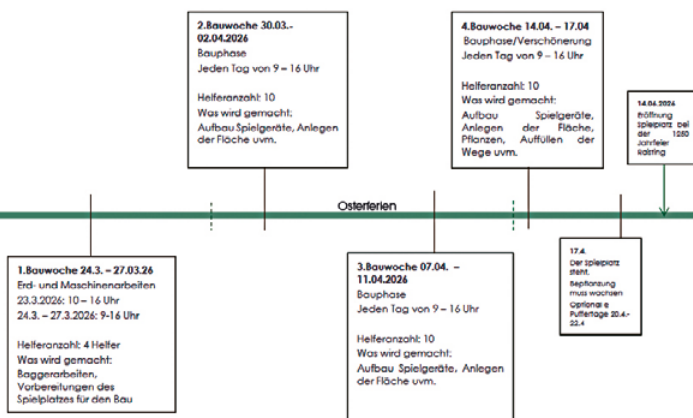 2.Bauwoche 30.03.-
02.04.2026
Bauphase
Jeden Tag von 9 – 16 Uhr
Helferanzahl: 10
Was wird gemacht:
Aufbau Spielgeräte, Anlegen
der Fläche uvm.
4.Bauwoche 14.04. – 17.04
Bauphase/Verschönerung
Jeden Tag von 9 – 16 Uhr
Helferanzahl: 10
Was wird gemacht:
Aufbau Spielgeräte,
Anlegen der Fläche,
Pflanzen, Auffüllen der
Wege uvm.
14.06.2026
Eröffnung
Spielplatz bei
der 1250
Jahrfeier
Osterferien
1.Bauwoche 24.3. – 27.03.26
Erd- und Maschinenarbeiten
23.3.2026: 10 – 16 Uhr
24.3. – 27.3.2026: 9-16 Uhr
Helferanzahl: 4 Helfer
Was wird gemacht:
Baggerarbeiten,
Vorbereitungen des
Spielplatzes für den Bau
3.Bauwoche 07.04. –
11.04.2026
Bauphase
Jeden Tag von 9 – 16 Uhr
Helferanzahl: 10
Was wird gemacht:
Aufbau Spielgeräte, Anlegen
der Fläche uvm.
17.4.
Der Spielplatz
steht.
Bepflanzung
muss wachsen
Optional e
Puffertage 20.4.-
22.4